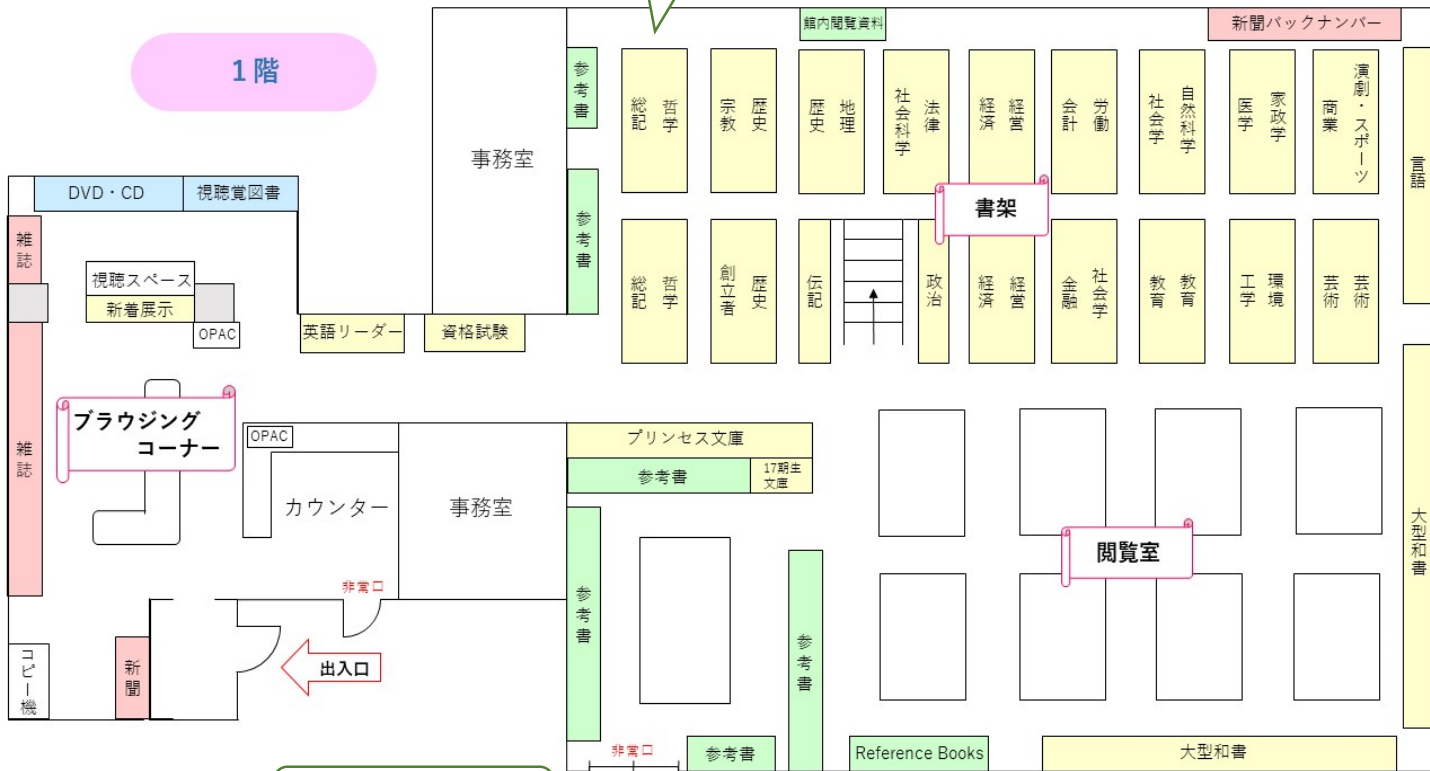 1階
館内閲覧資料
新聞バックナンバー
事務室
参考書
総記
哲学
宗教
歴史
歴史
地理
社会科学
法律
経済
経営
会計
労働
社会学
自然科学
医学
家政学
商業
演劇・スポーツ
言語
書架
DVD・CD
視聴覚図書
参考書
雑誌
視聴スペース
新着展示
OPAC
英語リーダー
資格試験
総記
哲学
創立者
歴史
伝記
政治
経済
経営
金融
社会学
教育
教育
工学
環境
芸術
芸術
ブラウジング
コーナー
雑誌
OPAC
カウンター
事務室
プリンセス文庫
参考書
17期生
文庫
大型和書
閲覧室
非常口
参考書
参考書
コピー機
新聞
出入口
非常口
参考書
Reference Books
大型和書